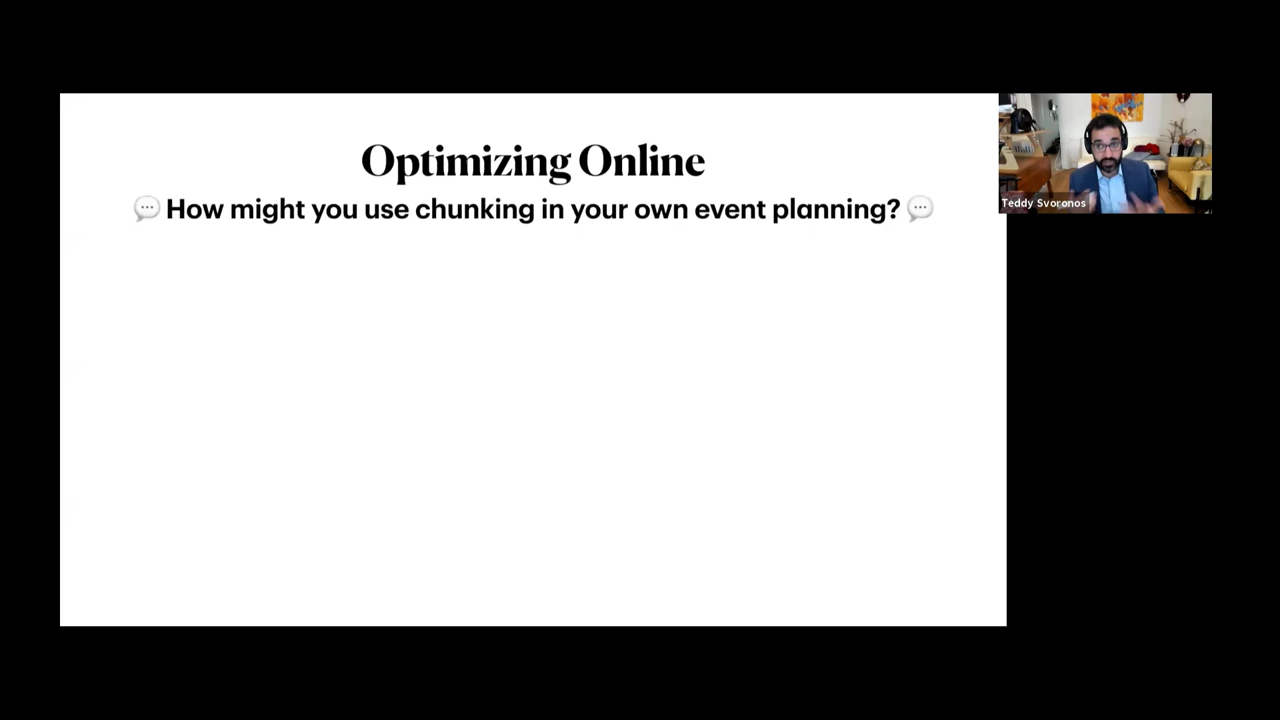 Optimizing Online
💬 How might you use chunking in your own event planning? 💬
Teddy Svoronos